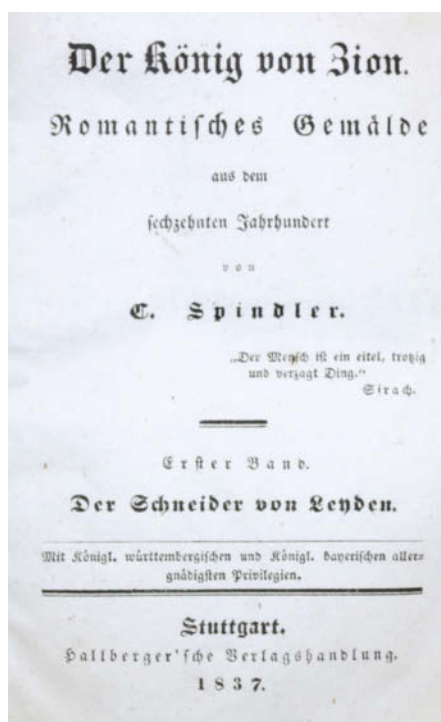 Der König von Zion.
Romantiſches Gemälde
aus dem
ſechzehnten Jahrhundert
von
C. Spindler.
„Der Menſch iſt ein eitel, trotzig
und verzagt Ding.“
Sirach.
Erſter Band.
Der Schneider von Leyden.
Mit Königl. württembergiſchen und Königl. bayeriſchen aller-
gnädigſten Privilegien.
Stuttgart.
Hallberger'ſche Verlagshandlung.
1837.